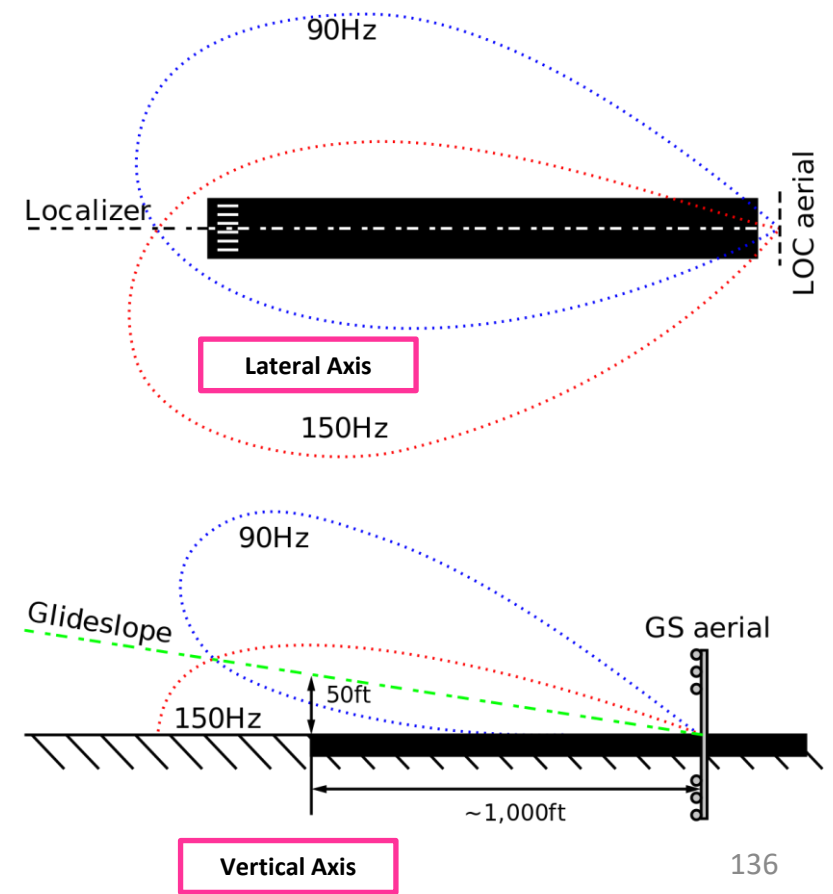 90Hz
Localizer
LOC aerial
Lateral Axis
150Hz
90Hz
Glideslope
GS aerial
50ft
150Hz
~1,000ft
Vertical Axis
136